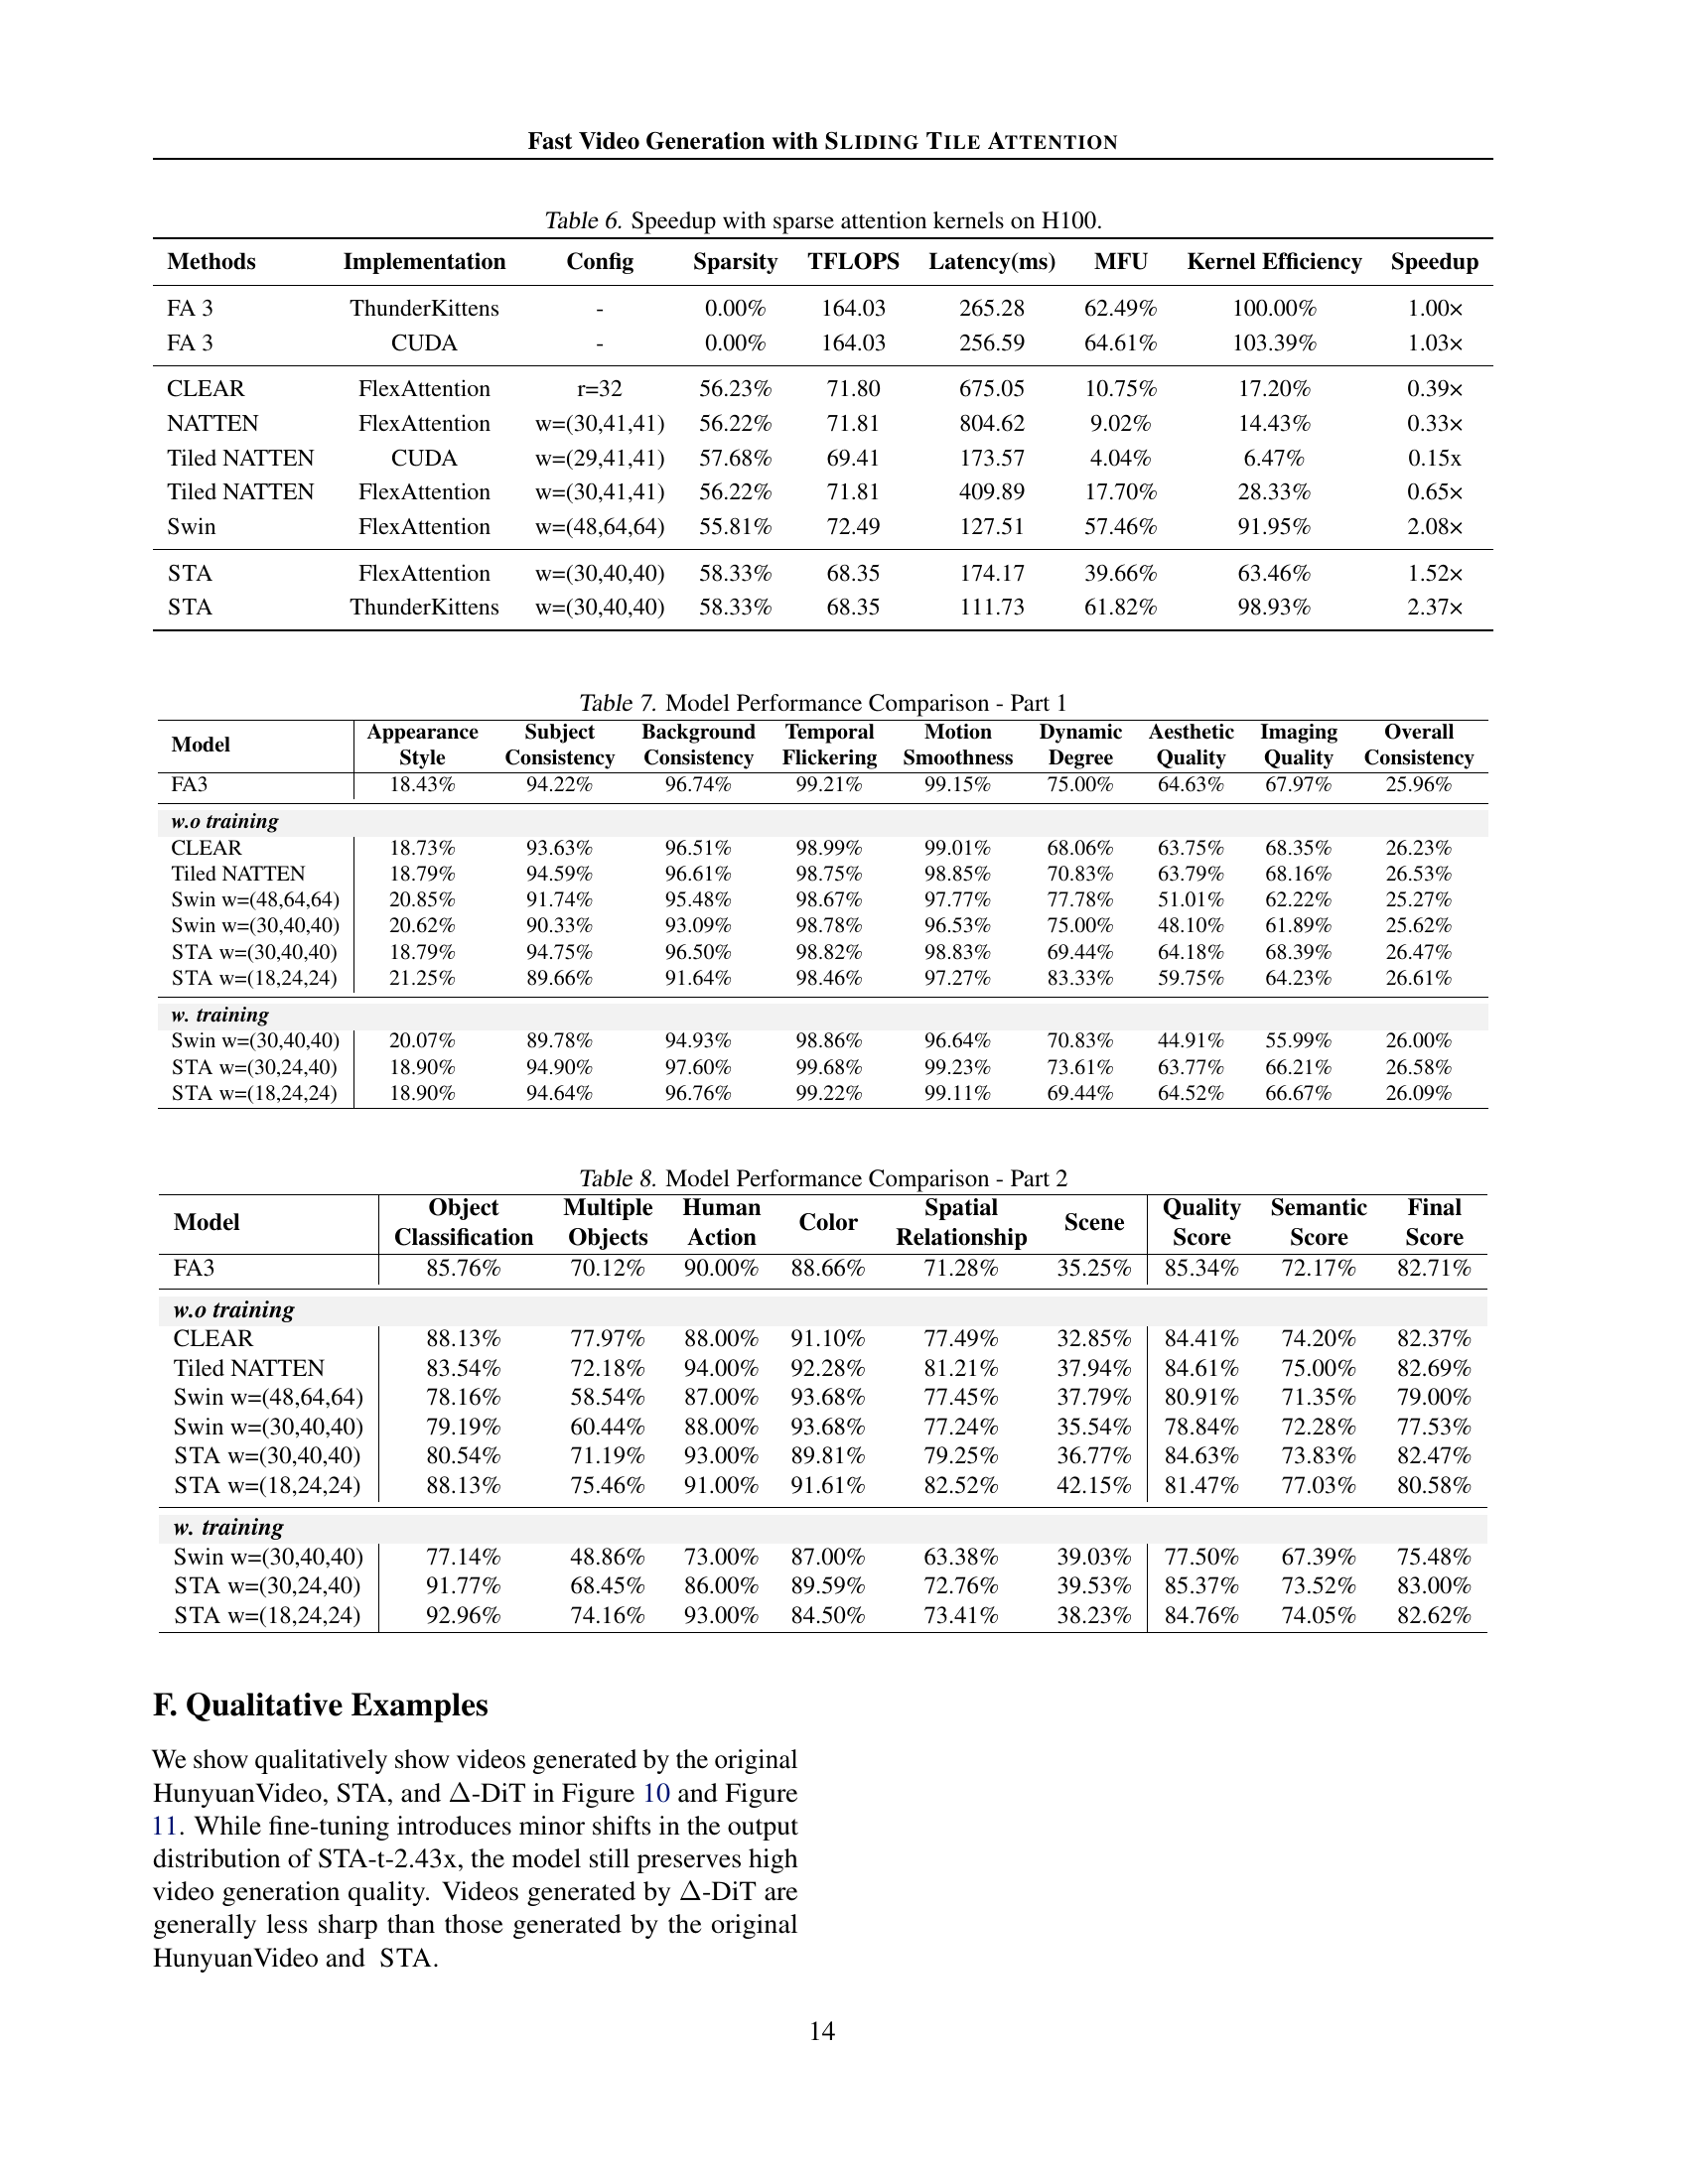 Fast Video Generation with SLIDING TILE ATTENTION
Table 6. Speedup with sparse attention kernels on H100.
Methods Implementation Config Sparsity TFLOPS Latency(ms) MFU Kernel Efficiency Speedup
FA 3 ThunderKittens - 0.00% 164.03 265.28 62.49% 100.00% 1.00×
FA 3 CUDA - 0.00% 164.03 256.59 64.61% 103.39% 1.03×
CLEAR FlexAttention r=32 56.23% 71.80 675.05 10.75% 17.20% 0.39×
NATTEN FlexAttention w=(30,41,41) 56.22% 71.81 804.62 9.02% 14.43% 0.33×
Tiled NATTEN CUDA w=(29,41,41) 57.68% 69.41 173.57 4.04% 6.47% 0.15x
Tiled NATTEN FlexAttention w=(30,41,41) 56.22% 71.81 409.89 17.70% 28.33% 0.65×
Swin FlexAttention w=(48,64,64) 55.81% 72.49 127.51 57.46% 91.95% 2.08×
STA FlexAttention w=(30,40,40) 58.33% 68.35 174.17 39.66% 63.46% 1.52×
STA ThunderKittens w=(30,40,40) 58.33% 68.35 111.73 61.82% 98.93% 2.37×
Table 7. Model Performance Comparison - Part 1
Model Appearance Style Subject Consistency Background Consistency Temporal Flickering Motion Smoothness Dynamic Degree Aesthetic Quality Imaging Quality Overall Consistency
FA3 18.43% 94.22% 96.74% 99.21% 99.15% 75.00% 64.63% 67.97% 25.96%
w.o training
CLEAR 18.73% 93.63% 96.51% 98.99% 99.01% 68.06% 63.75% 68.35% 26.23%
Tiled NATTEN 18.79% 94.59% 96.61% 98.75% 98.85% 70.83% 63.79% 68.16% 26.53%
Swin w=(48,64,64) 20.85% 91.74% 95.48% 98.67% 97.77% 77.78% 51.01% 62.22% 25.27%
Swin w=(30,40,40) 20.62% 90.33% 93.09% 98.78% 96.53% 75.00% 48.10% 61.89% 25.62%
STA w=(30,40,40) 18.79% 94.75% 96.50% 98.82% 98.83% 69.44% 64.18% 68.39% 26.47%
STA w=(18,24,24) 21.25% 89.66% 91.64% 98.46% 97.27% 83.33% 59.75% 64.23% 26.61%
w. training
Swin w=(30,40,40) 20.07% 89.78% 94.93% 98.86% 96.64% 70.83% 44.91% 55.99% 26.00%
STA w=(30,24,40) 18.90% 94.90% 97.60% 99.68% 99.23% 73.61% 63.77% 66.21% 26.58%
STA w=(18,24,24) 18.90% 94.64% 96.76% 99.22% 99.11% 69.44% 64.52% 66.67% 26.09%
Table 8. Model Performance Comparison - Part 2
Model Object Classification Multiple Objects Human Action Color Spatial Relationship Scene Quality Score Semantic Score Final Score
FA3 85.76% 70.12% 90.00% 88.66% 71.28% 35.25% 85.34% 72.17% 82.71%
w.o training
CLEAR 88.13% 77.97% 88.00% 91.10% 77.49% 32.85% 84.41% 74.20% 82.37%
Tiled NATTEN 83.54% 72.18% 94.00% 92.28% 81.21% 37.94% 84.61% 75.00% 82.69%
Swin w=(48,64,64) 78.16% 58.54% 87.00% 93.68% 77.45% 37.79% 80.91% 71.35% 79.00%
Swin w=(30,40,40) 79.19% 60.44% 88.00% 93.68% 77.24% 35.54% 78.84% 72.28% 77.53%
STA w=(30,40,40) 80.54% 71.19% 93.00% 89.81% 79.25% 36.77% 84.63% 73.83% 82.47%
STA w=(18,24,24) 88.13% 75.46% 91.00% 91.61% 82.52% 42.15% 81.47% 77.03% 80.58%
w. training
Swin w=(30,40,40) 77.14% 48.86% 73.00% 87.00% 63.38% 39.03% 77.50% 67.39% 75.48%
STA w=(30,24,40) 91.77% 68.45% 86.00% 89.59% 72.76% 39.53% 85.37% 73.52% 83.00%
STA w=(18,24,24) 92.96% 74.16% 93.00% 84.50% 73.41% 38.23% 84.76% 74.05% 82.62%
F. Qualitative Examples
We show qualitatively show videos generated by the original
HunyuanVideo, STA, and Δ-DiT in Figure 10 and Figure
11. While fine-tuning introduces minor shifts in the output
distribution of STA-t-2.43x, the model still preserves high
video generation quality. Videos generated by Δ-DiT are
generally less sharp than those generated by the original
HunyuanVideo and STA.
14